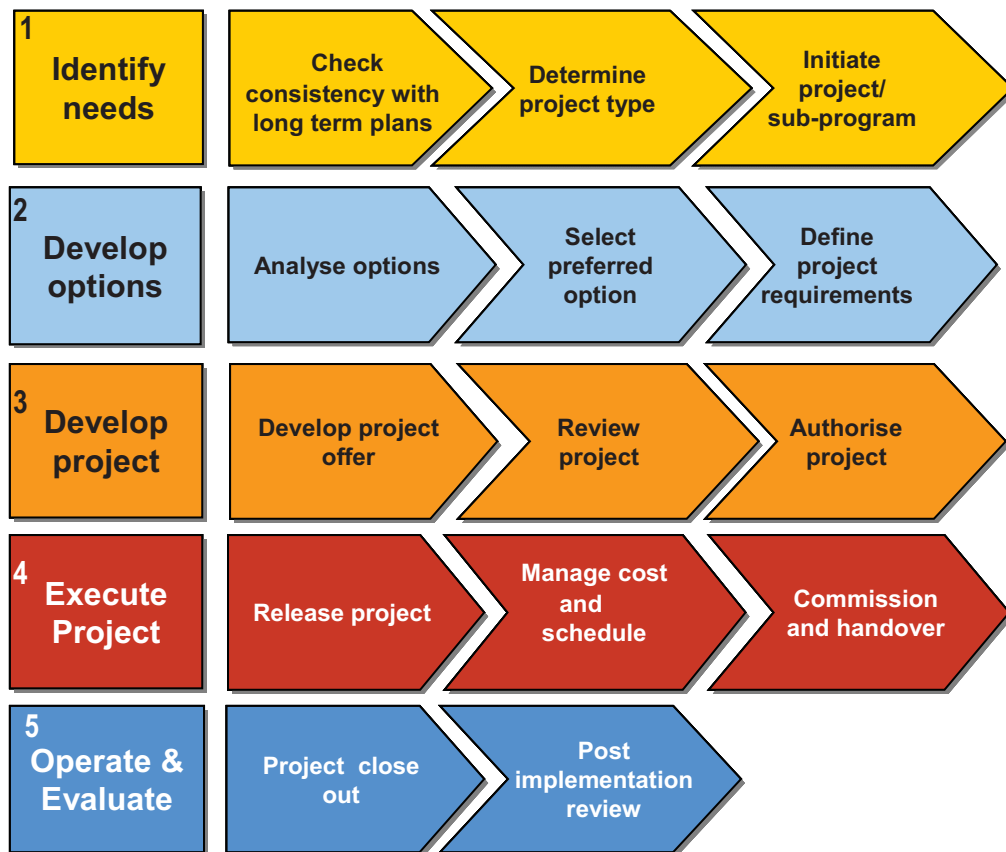 1
Identify
needs
Check
consistency with
long term plans
Determine
project type
Initiate
project/
sub-program
2
Develop
options
Analyse options
Select
preferred
option
Define
project
requirements
3
Develop
project
Develop project
offer
Review
project
Authorise
project
4
Execute
Project
Release project
Manage cost
and
schedule
Commission
and handover
5
Operate &
Evaluate
Project close
out
Post
implementation
review